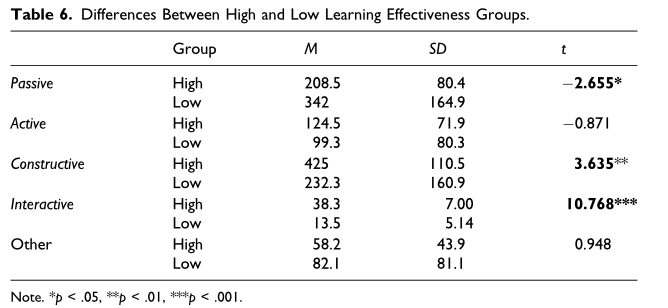 Table 6. Differences Between High and Low Learning Effectiveness Groups.
Group M SD t
Passive High 208.5 80.4 −2.655*
Low 342 164.9
Active High 124.5 71.9 −0.871
Low 99.3 80.3
Constructive High 425 110.5 3.635**
Low 232.3 160.9
Interactive High 38.3 7.00 10.768***
Low 13.5 5.14
Other High 58.2 43.9 0.948
Low 82.1 81.1
Note. *p < .05, **p < .01, ***p < .001.